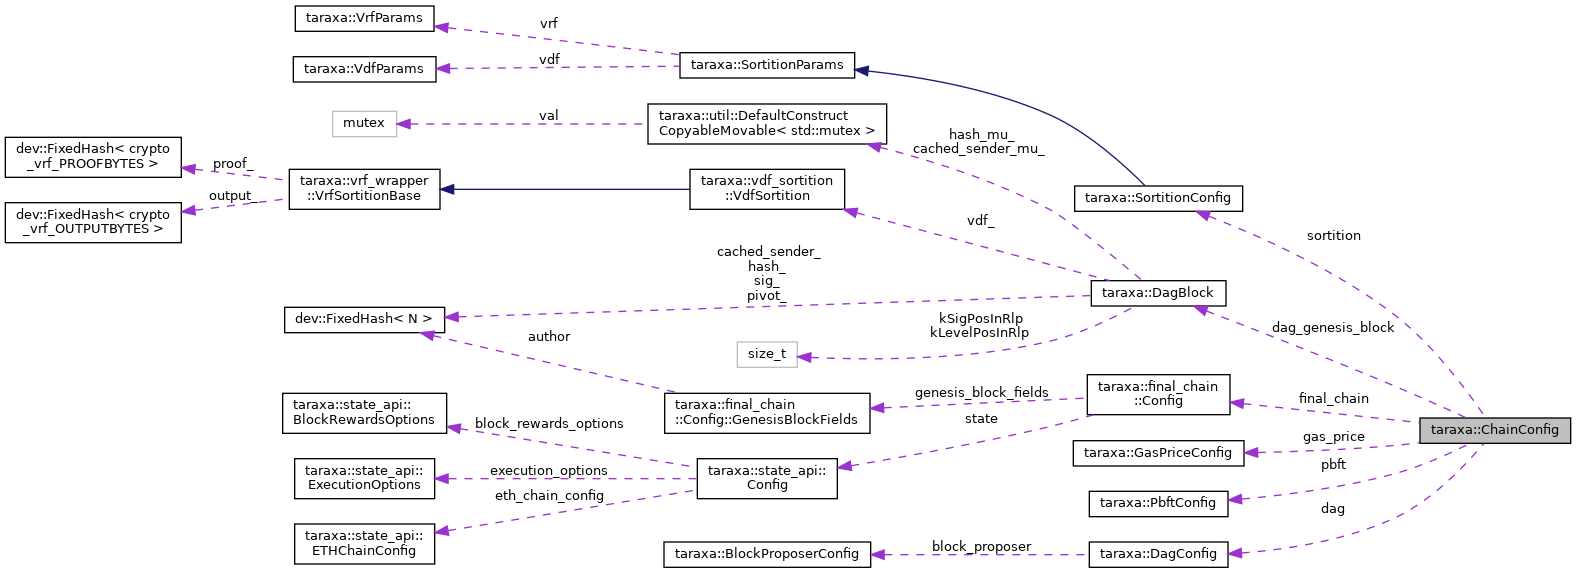 taraxa::VrfParams
vrf
taraxa::SortitionParams
taraxa::VdfParams
vdf
mutex
val
taraxa::util::DefaultConstruct
CopyableMovable< std::mutex >
hash_mu_
cached_sender_mu_
dev::FixedHash< crypto
_vrf_PROOFBYTES >
proof_
dev::FixedHash< crypto
_vrf_OUTPUTBYTES >
output_
taraxa::vrf_wrapper
::VrfSortitionBase
taraxa::vdf_sortition
::VdfSortition
vdf_
taraxa::SortitionConfig
sortition
cached_sender_
hash_
sig_
pivot_
taraxa::DagBlock
dev::FixedHash< N >
author
kSigPosInRlp
kLevelPosInRlp
size_t
dag_genesis_block
taraxa::final_chain
::Config::GenesisBlockFields
genesis_block_fields
taraxa::final_chain
::Config
final_chain
state
taraxa::state_api::
BlockRewardsOptions
block_rewards_options
taraxa::ChainConfig
taraxa::GasPriceConfig
gas_price
taraxa::state_api::
ExecutionOptions
execution_options
taraxa::state_api::
Config
pbft
taraxa::PbftConfig
eth_chain_config
taraxa::state_api::
ETHChainConfig
dag
taraxa::BlockProposerConfig
block_proposer
taraxa::DagConfig